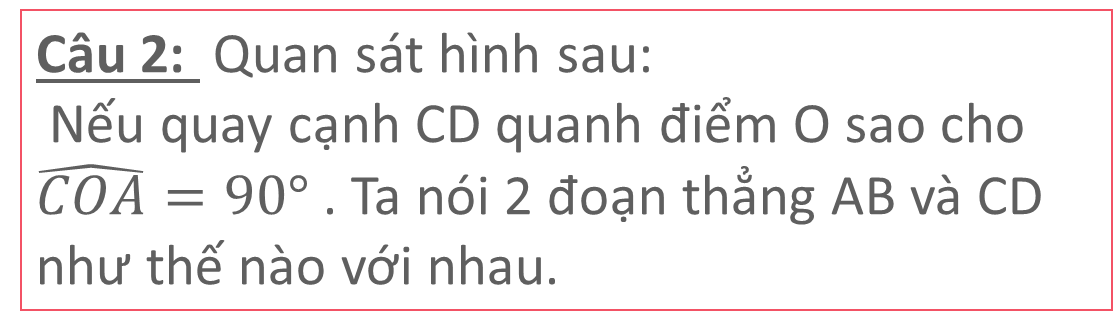 Câu 2: Quan sát hình sau:
Nếu quay cạnh CD quanh điểm O sao cho
$\widehat{COA} = 90°$ . Ta nói 2 đoạn thẳng AB và CD
như thế nào với nhau.